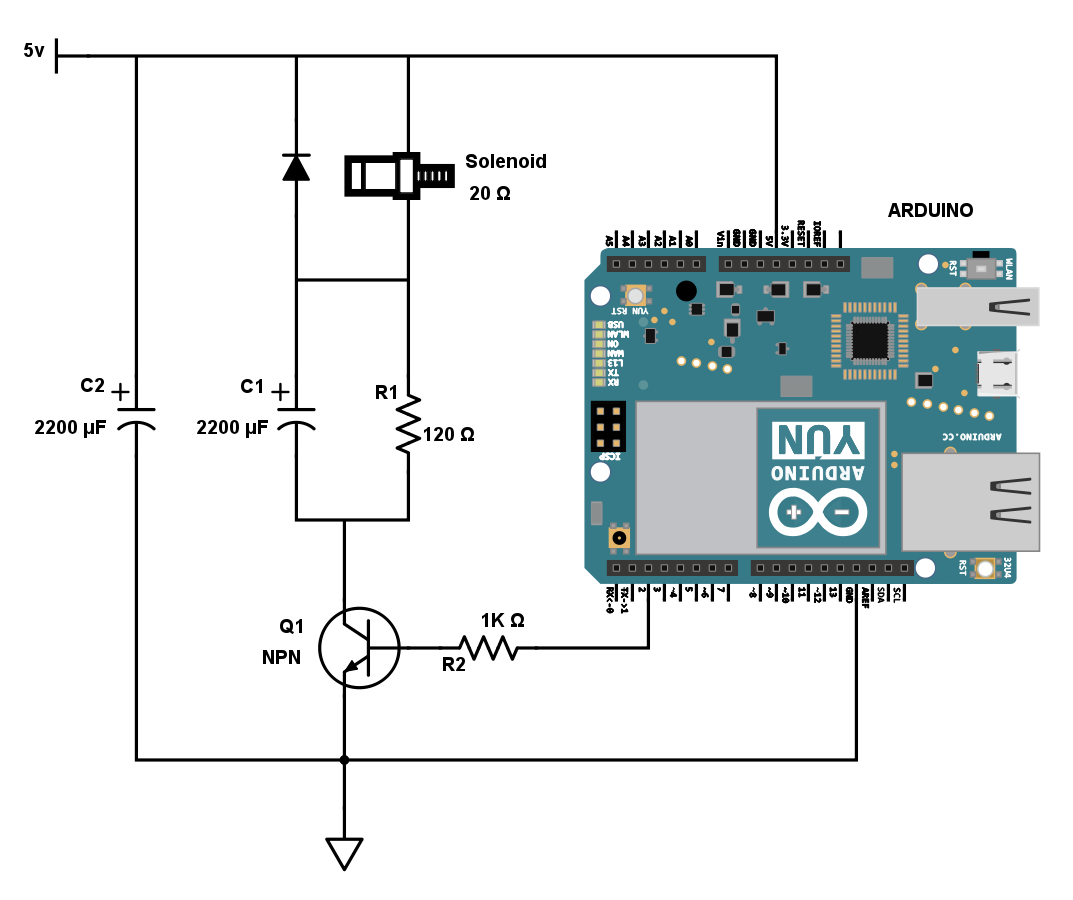 5v
Solenoid
20 Ω
ARDUINO
C2
2200 µF
C1
2200 µF
R1
120 Ω
Q1
NPN
1K Ω
R2
A5
A4
A3
A2
A1
A0
Vin
GND
GND
5V
3.3V
RESET
IOREF
YUN RST
USB
WLAN
ON
WAN
L13
TX
RX
ICSP
WLAN
RST
ARDUINO.CC
YÚN
ARDUINO
32U4
RST
RX<-0
TX->1
2
3
~4
5
~6
7
~8
~9
~10
11
~12
13
GND
AREF
SDA
SCL